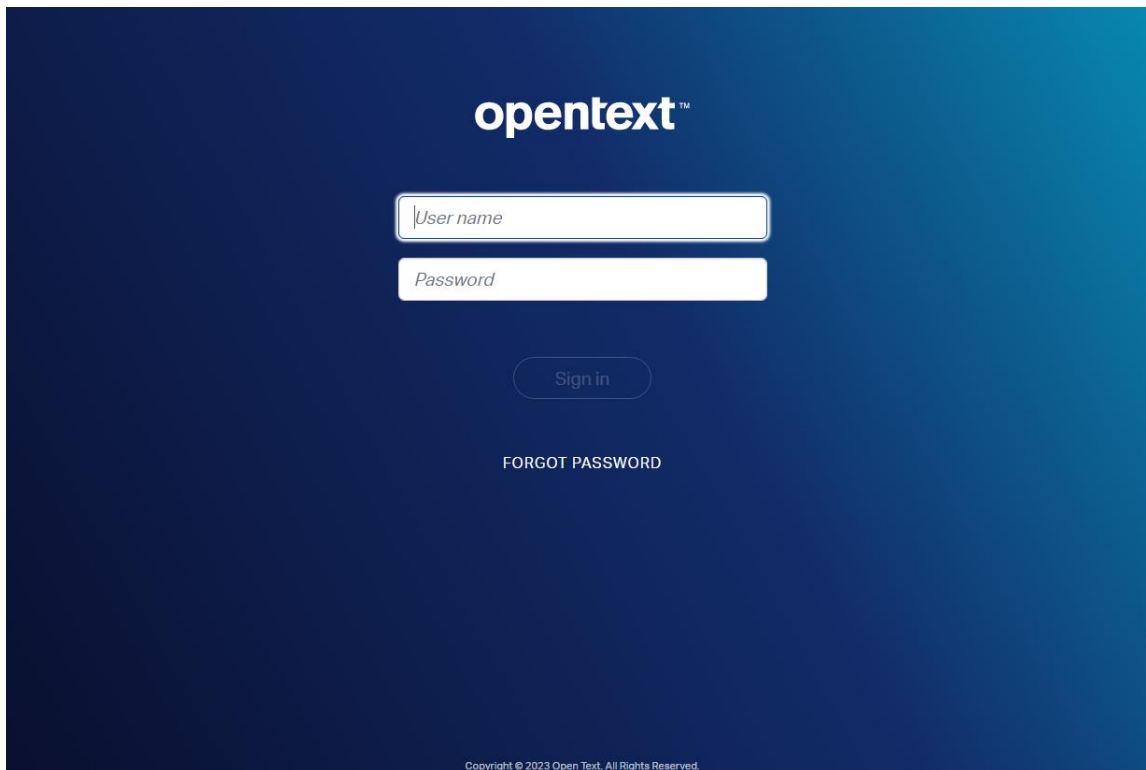 opentext™
User name
Password
Sign in
FORGOT PASSWORD
Copyright © 2023 Open Text. All Rights Reserved.